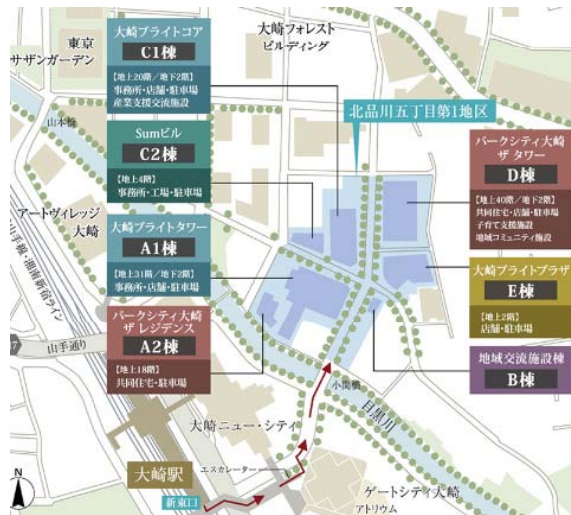 大崎フォレスト
ビルディング
東京
サザンガーデン
大崎ブライトコア
C1棟
【地上20階／地下2階】
事務所・店舗・駐車場
産業支援交流施設
北品川五丁目第1地区
山本橋
Sumビル
C2棟
【地上4階】
事務所・工場・駐車場
パークシティ大崎
ザ タワー
D棟
【地上40階／地下2階】
共同住宅・店舗・駐車場
子育て支援施設
地域コミュニティ施設
アートヴィレッジ
大崎
大崎ブライトタワー
A1棟
【地上31階／地下2階】
事務所・店舗・駐車場
山手線・湘南新宿ライン
大崎ブライトプラザ
E棟
【地上2階】
店舗・駐車場
パークシティ大崎
ザ レジデンス
A2棟
【地上18階】
共同住宅・駐車場
山手通り
地域交流施設棟
B棟
小関橋
目黒川
大崎ニュー・シティ
大崎駅
エスカレーター
新東口
ゲートシティ大崎
アトリウム
N